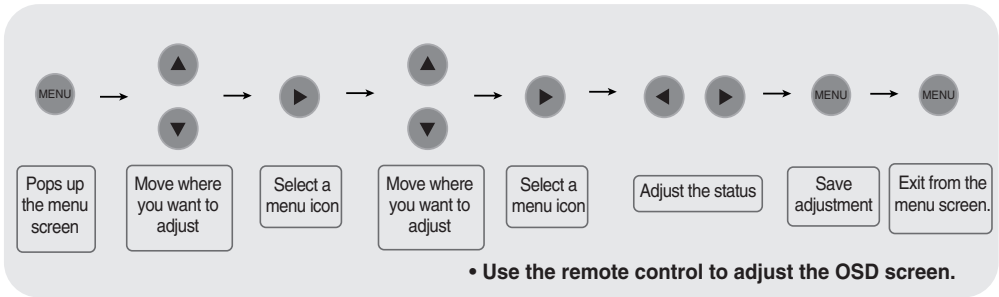 MENU
MENU
MENU
Pops up
the menu
screen
Move where
you want to
adjust
Select a
menu icon
Move where
you want to
adjust
Select a
menu icon
Adjust the status
Save
adjustment
Exit from the
menu screen.
• Use the remote control to adjust the OSD screen.